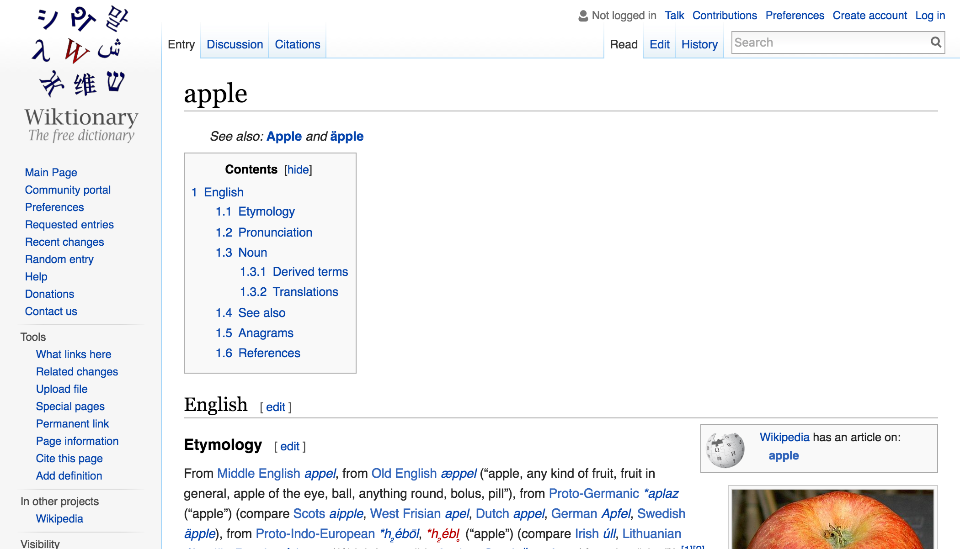 Not logged in Talk Contributions Preferences Create account Log in
Entry Discussion Citations Read Edit History Search
Wiktionary
The free dictionary
Main Page
Community portal
Preferences
Requested entries
Recent changes
Random entry
Help
Donations
Contact us
Tools
What links here
Related changes
Upload file
Special pages
Permanent link
Page information
Cite this page
Add definition
In other projects
Wikipedia
Visibility
apple
See also: Apple and äpple
Contents [hide]
1 English
1.1 Etymology
1.2 Pronunciation
1.3 Noun
1.3.1 Derived terms
1.3.2 Translations
1.4 See also
1.5 Anagrams
1.6 References
English [ edit ]
Etymology [ edit ]
From Middle English appel, from Old English æppel (“apple, any kind of fruit, fruit in
general, apple of the eye, ball, anything round, bolus, pill”), from Proto-Germanic *aplaz
(“apple”) (compare Scots aipple, West Frisian apel, Dutch appel, German Apfel, Swedish
äpple), from Proto-Indo-European *h₂ébōl, *h₂ébl̥ (“apple”) (compare Irish úll, Lithuanian
Wikipedia has an article on:
apple